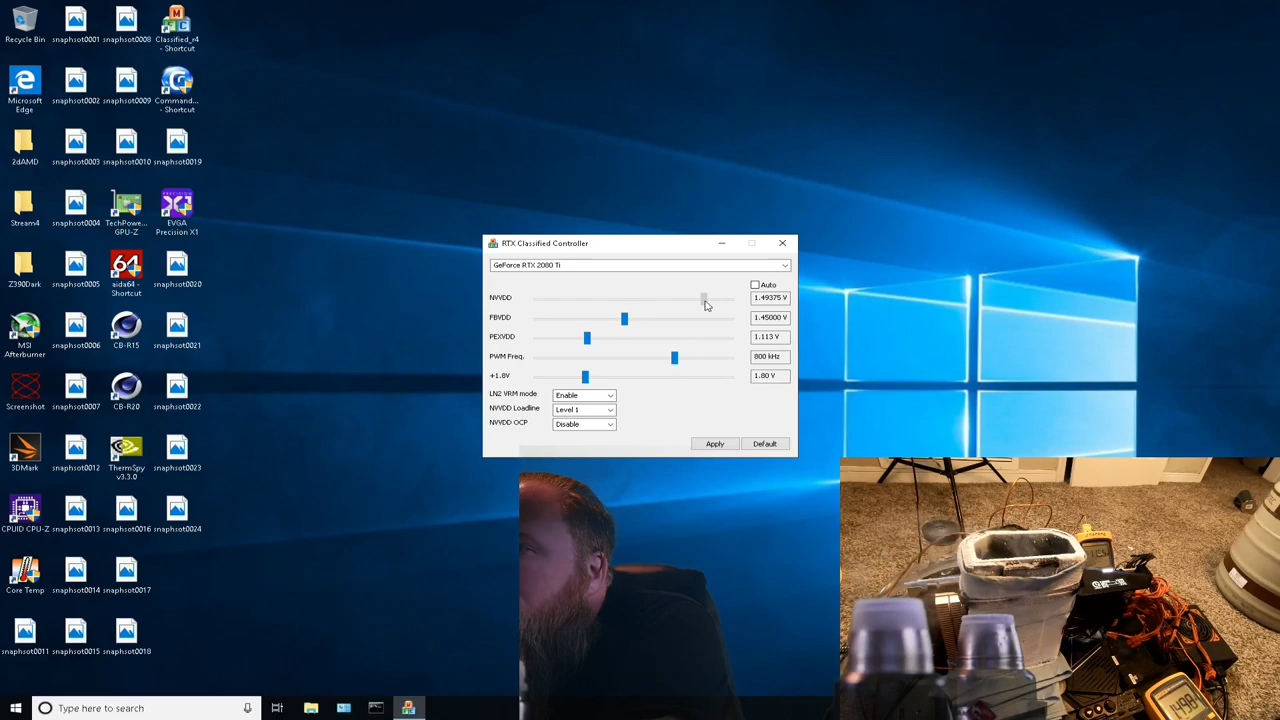 Recycle Bin
snaphsot0001
snaphsot0008
Classified_r4
- Shortcut
Microsoft
Edge
snaphsot0002
snaphsot0009
Command...
- Shortcut
2dAMD
snaphsot0003
snaphsot0010
snaphsot0019
Stream4
snaphsot0004
TechPowe...
GPU-Z
EVGA
Precision X1
Z390Dark
snaphsot0005
64
aida64 -
Shortcut
snaphsot0020
MSI
Afterburner
snaphsot0006
CB-R15
snaphsot0021
Screenshot
snaphsot0007
CB-R20
snaphsot0022
3DMark
snaphsot0012
ThermSpy
v3.3.0
snaphsot0023
CPUID CPU-Z
snaphsot0013
snaphsot0016
snaphsot0024
Core Temp
snaphsot0014
snaphsot0017
snaphsot0011
snaphsot0015
snaphsot0018
RTX Classified Controller
GeForce RTX 2080 Ti
Auto
NVVDD
1.49375 V
FBVDD
1.45000 V
PEXVDD
1.113 V
PWM Freq.
800 kHz
+1.8V
1.80 V
LN2 VRM mode
Enable
NVVDD Loadline
Level 1
NVVDD OCP
Disable
Apply
Default
Type here to search